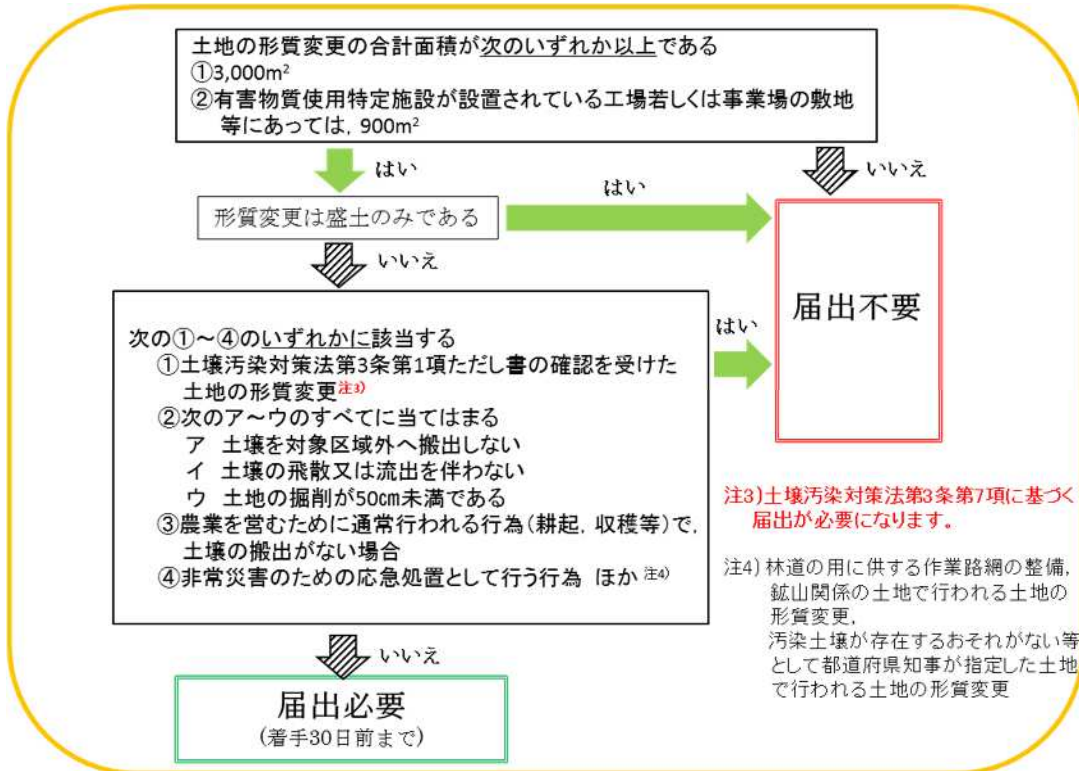 土地の形質変更の合計面積が次のいずれか以上である
①3,000m²
②有害物質使用特定施設が設置されている工場若しくは事業場の敷地
等にあっては，900m²
はい
いいえ
形質変更は盛土のみである
はい
いいえ
届出不要
次の①～④のいずれかに該当する
①土壌汚染対策法第3条第1項ただし書の確認を受けた
土地の形質変更注3)
②次のア～ウのすべてに当てはまる
ア 土壌を対象区域外へ搬出しない
イ 土壌の飛散又は流出を伴わない
ウ 土地の掘削が50㎝未満である
③農業を営むために通常行われる行為（耕起，収穫等）で，
土壌の搬出がない場合
④非常災害のための応急処置として行う行為 ほか 注4)
はい
いいえ
届出必要
(着手30日前まで)
注3)土壌汚染対策法第3条第7項に基づく
届出が必要になります。
注4) 林道の用に供する作業路網の整備，
鉱山関係の土地で行われる土地の
形質変更，
汚染土壌が存在するおそれがない等
として都道府県知事が指定した土地
で行われる土地の形質変更